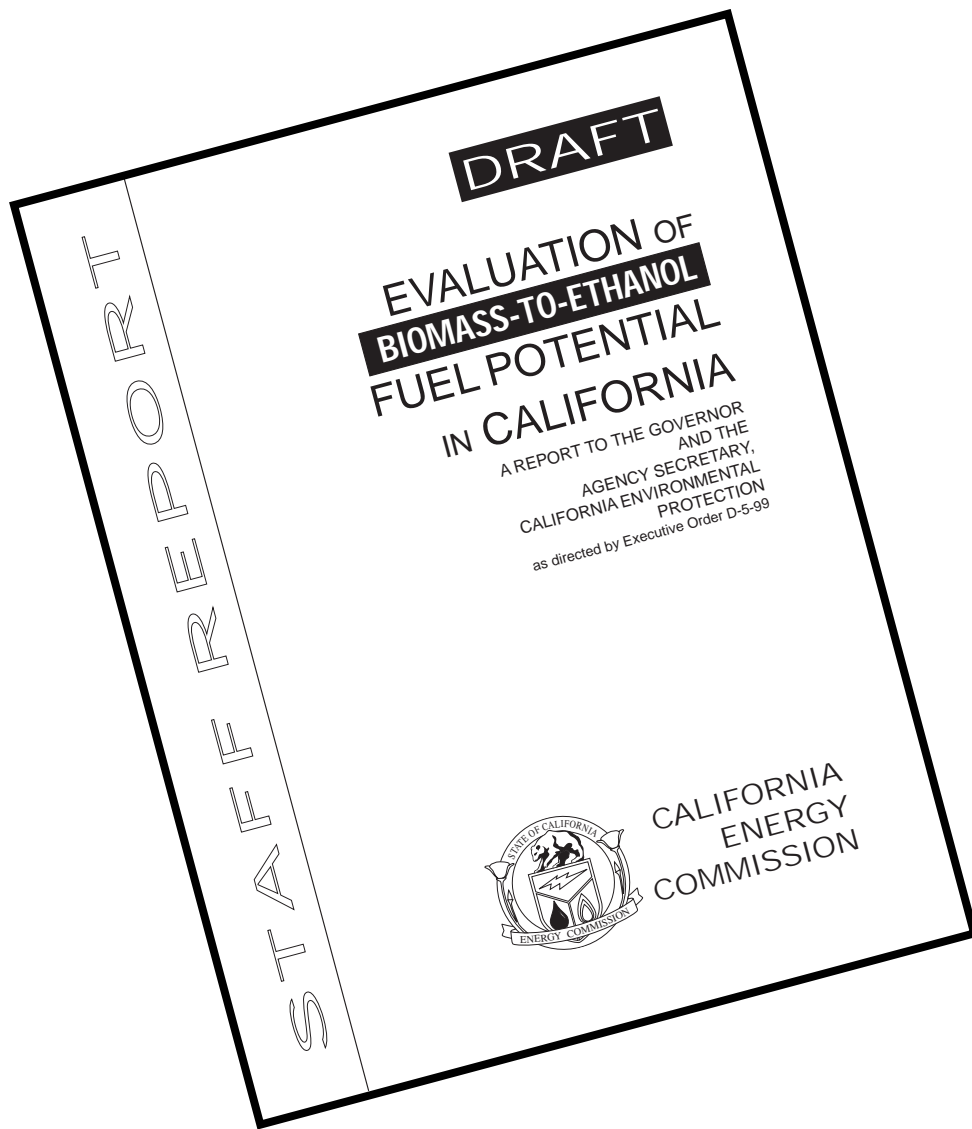 DRAFT
EVALUATION OF
BIOMASS-TO-ETHANOL
FUEL POTENTIAL
IN CALIFORNIA
A REPORT TO THE GOVERNOR
AND THE
AGENCY SECRETARY,
CALIFORNIA ENVIRONMENTAL
PROTECTION
as directed by Executive Order D-5-99
STAFF REPORT
STATE OF CALIFORNIA
ENERGY COMMISSION
CALIFORNIA
ENERGY
COMMISSION